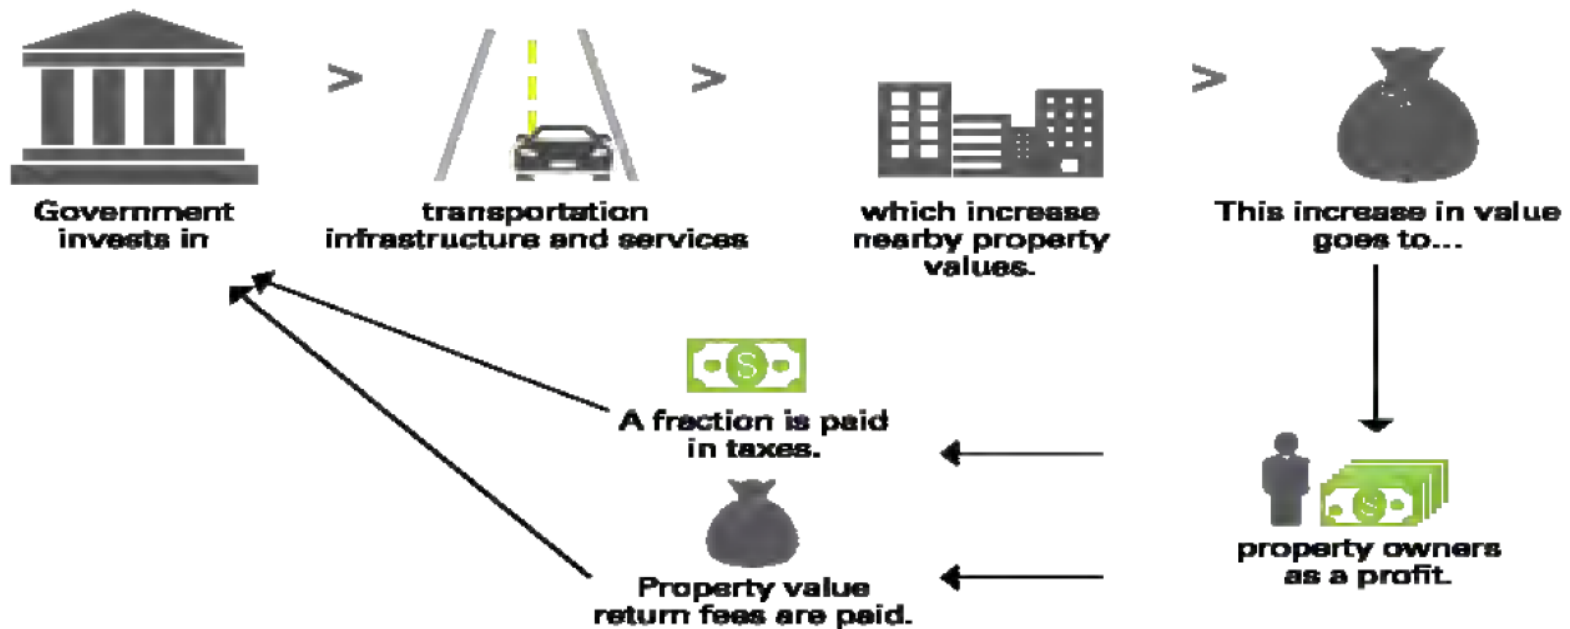 Government
invests in
>
transportation
infrastructure and services
>
which increase
nearby property
values.
>
This increase in value
goes to...
$
A fraction is paid
in taxes.
$
property owners
as a profit.
Property value
return fees are paid.